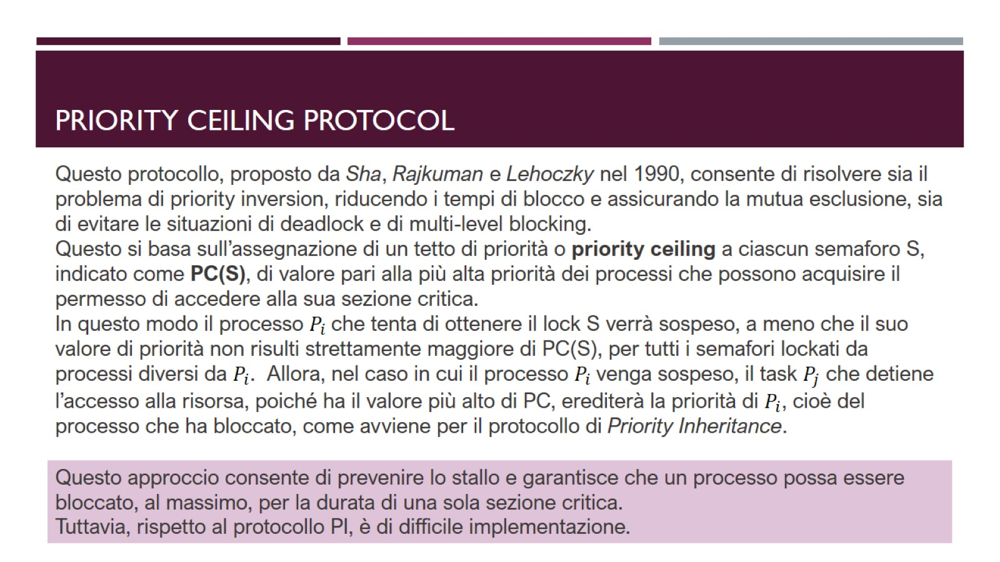 PRIORITY CEILING PROTOCOL
Questo protocollo, proposto da Sha, Rajkuman e Lehoczky nel 1990, consente di risolvere sia il
problema di priority inversion, riducendo i tempi di blocco e assicurando la mutua esclusione, sia
di evitare le situazioni di deadlock e di multi-level blocking.
Questo si basa sull’assegnazione di un tetto di priorità o priority ceiling a ciascun semaforo S,
indicato come PC(S), di valore pari alla più alta priorità dei processi che possono acquisire il
permesso di accedere alla sua sezione critica.
In questo modo il processo P_i che tenta di ottenere il lock S verrà sospeso, a meno che il suo
valore di priorità non risulti strettamente maggiore di PC(S), per tutti i semafori lockati da
processi diversi da P_i. Allora, nel caso in cui il processo P_i venga sospeso, il task P_j che detiene
l’accesso alla risorsa, poiché ha il valore più alto di PC, erediterà la priorità di P_i, cioè del
processo che ha bloccato, come avviene per il protocollo di Priority Inheritance.
Questo approccio consente di prevenire lo stallo e garantisce che un processo possa essere
bloccato, al massimo, per la durata di una sola sezione critica.
Tuttavia, rispetto al protocollo PI, è di difficile implementazione.